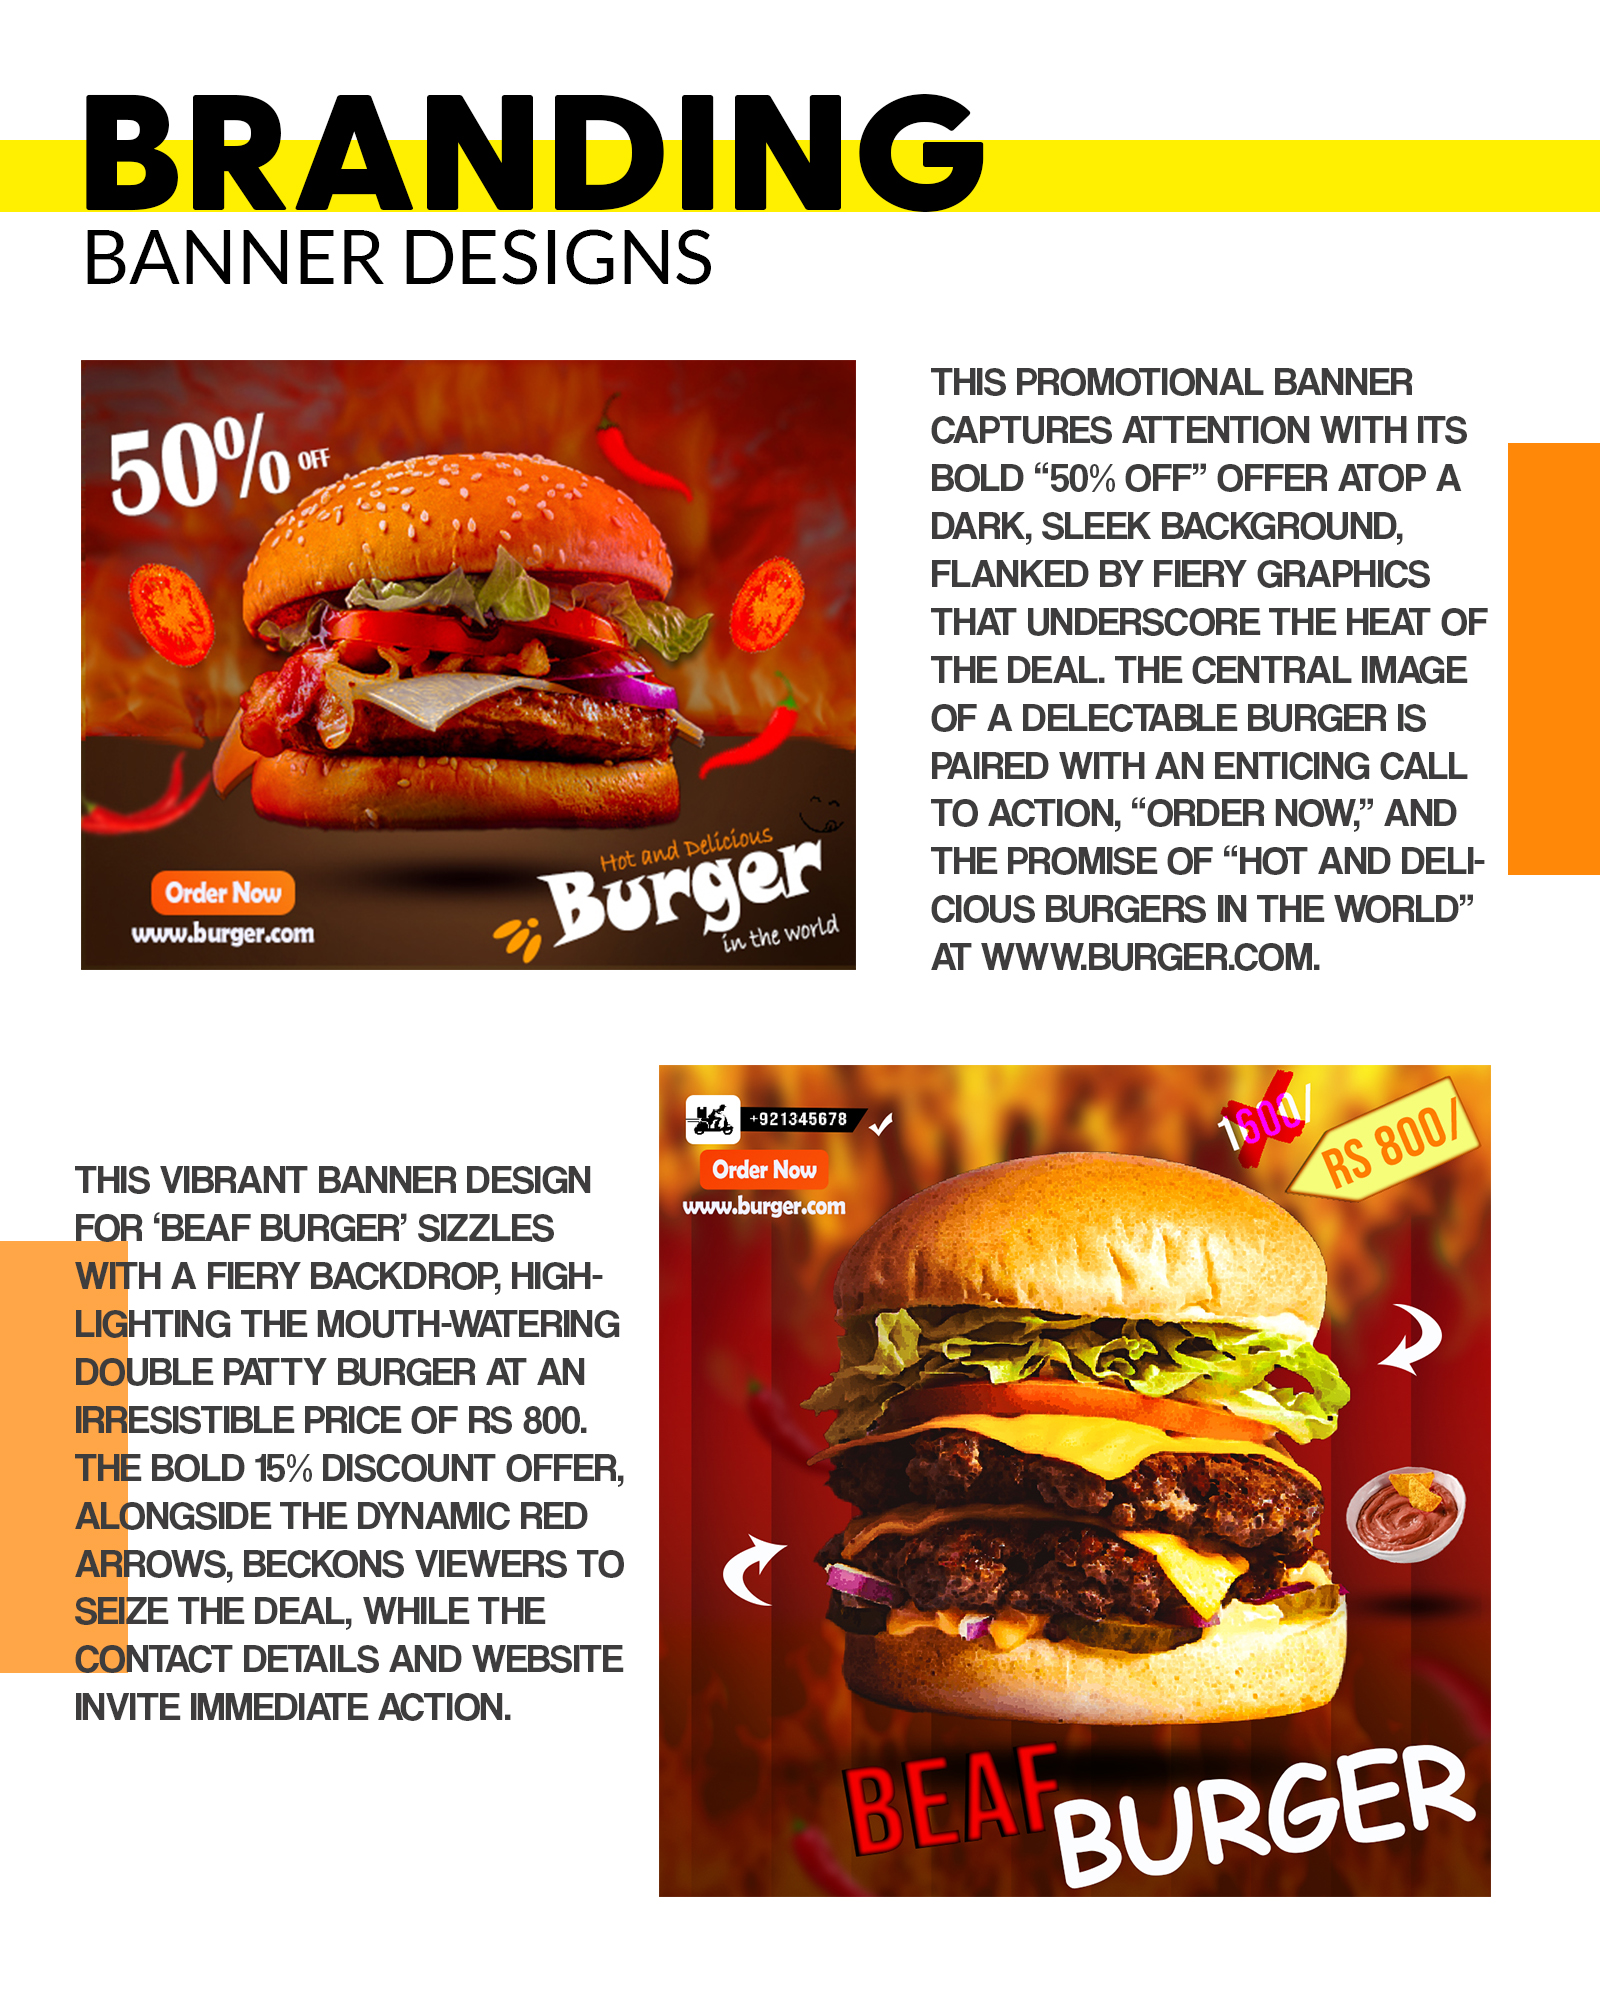 BRANDING
BANNER DESIGNS
50% OFF
Order Now
www.burger.com
Hot and Delicious
Burger
in the world
THIS PROMOTIONAL BANNER
CAPTURES ATTENTION WITH ITS
BOLD “50% OFF” OFFER ATOP A
DARK, SLEEK BACKGROUND,
FLANKED BY FIERY GRAPHICS
THAT UNDERSCORE THE HEAT OF
THE DEAL. THE CENTRAL IMAGE
OF A DELECTABLE BURGER IS
PAIRED WITH AN ENTICING CALL
TO ACTION, “ORDER NOW,” AND
THE PROMISE OF “HOT AND DELI-
CIOUS BURGERS IN THE WORLD”
AT WWW.BURGER.COM.
THIS VIBRANT BANNER DESIGN
FOR ‘BEAF BURGER’ SIZZLES
WITH A FIERY BACKDROP, HIGH-
LIGHTING THE MOUTH-WATERING
DOUBLE PATTY BURGER AT AN
IRRESISTIBLE PRICE OF RS 800.
THE BOLD 15% DISCOUNT OFFER,
ALONGSIDE THE DYNAMIC RED
ARROWS, BECKONS VIEWERS TO
SEIZE THE DEAL, WHILE THE
CONTACT DETAILS AND WEBSITE
INVITE IMMEDIATE ACTION.
+921345678
Order Now
www.burger.com
RS 800/
BEAF
BURGER